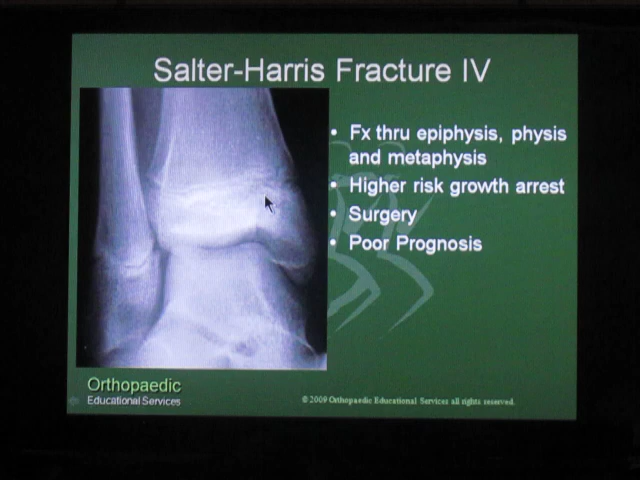 Salter-Harris Fracture IV
• Fx thru epiphysis, physis
and metaphysis
• Higher risk growth arrest
• Surgery
• Poor Prognosis
Orthopaedic
Educational Services
© 2009 Orthopaedic Educational Services all rights reserved.